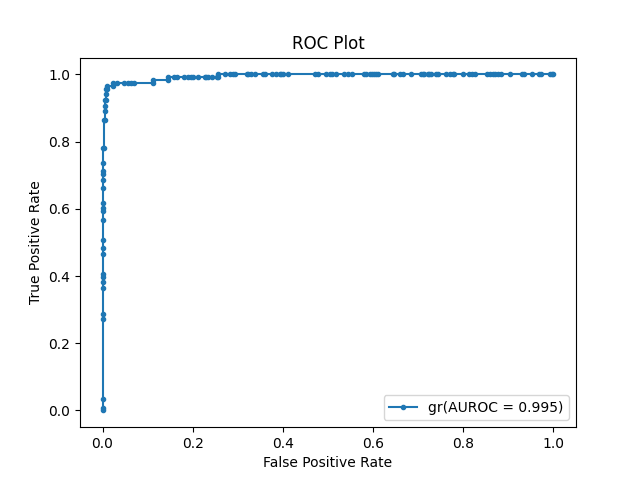 ROC Plot
True Positive Rate
1.0
0.8
0.6
0.4
0.2
0.0
0.0 0.2 0.4 0.6 0.8 1.0
False Positive Rate
gr(AUROC = 0.995)